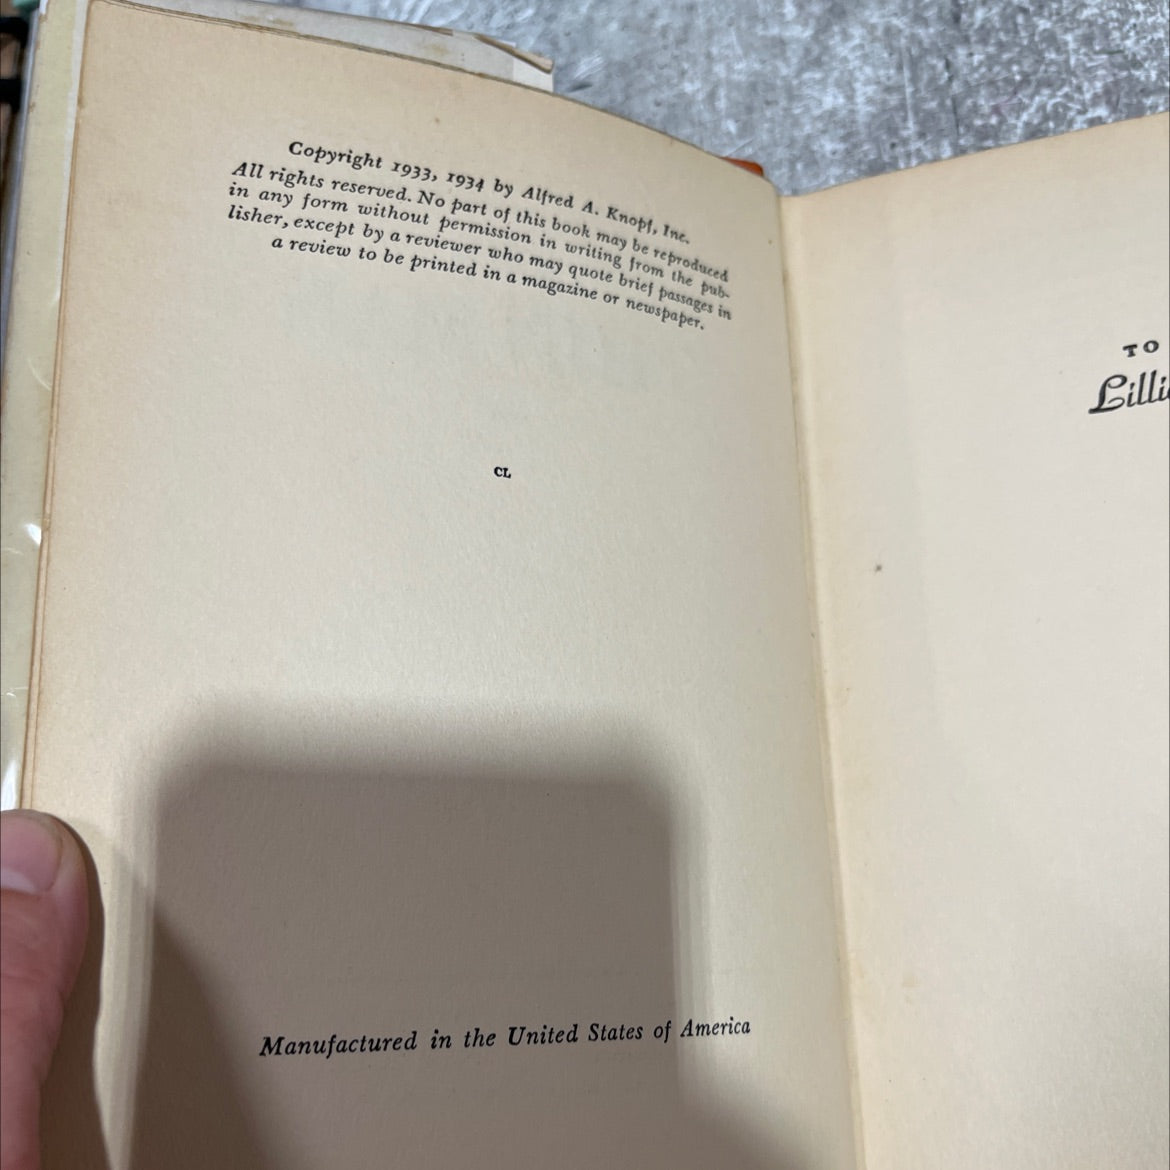 Copyright 1933, 1934 by Alfred A. Knopf, Inc.
All rights reserved. No part of this book may be reproduced
in any form without permission in writing from the pub-
lisher, except by a reviewer who may quote brief passages in
a review to be printed in a magazine or newspaper.
CL
Manufactured in the United States of America
TO